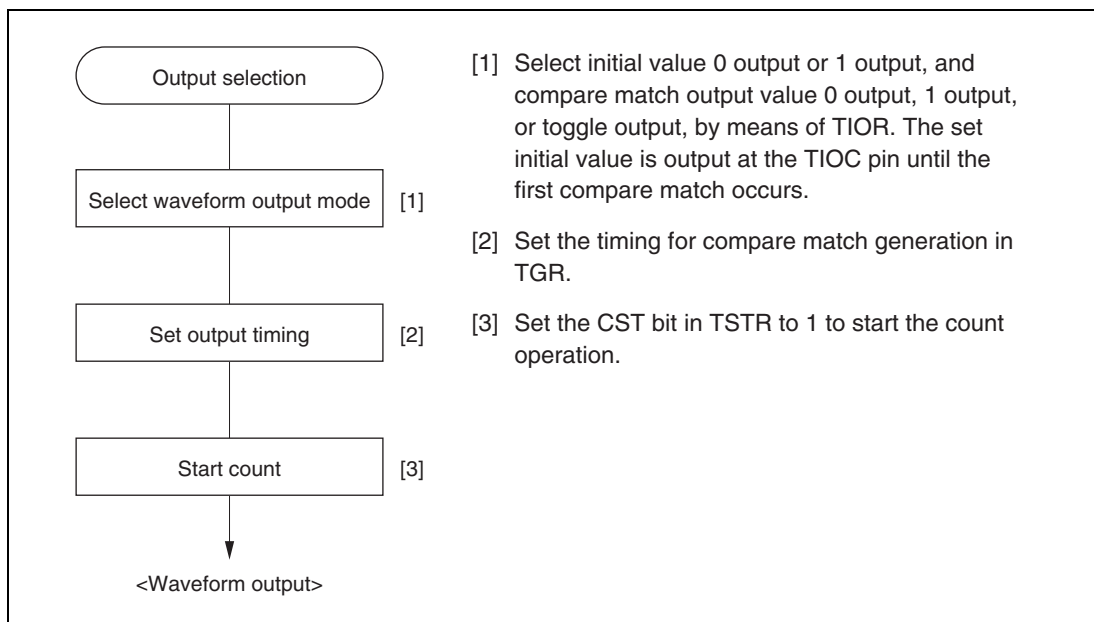 Output selection
Select waveform output mode [1]
Set output timing [2]
Start count [3]
<Waveform output>
[1] Select initial value 0 output or 1 output, and
compare match output value 0 output, 1 output,
or toggle output, by means of TIOR. The set
initial value is output at the TIOC pin until the
first compare match occurs.
[2] Set the timing for compare match generation in
TGR.
[3] Set the CST bit in TSTR to 1 to start the count
operation.